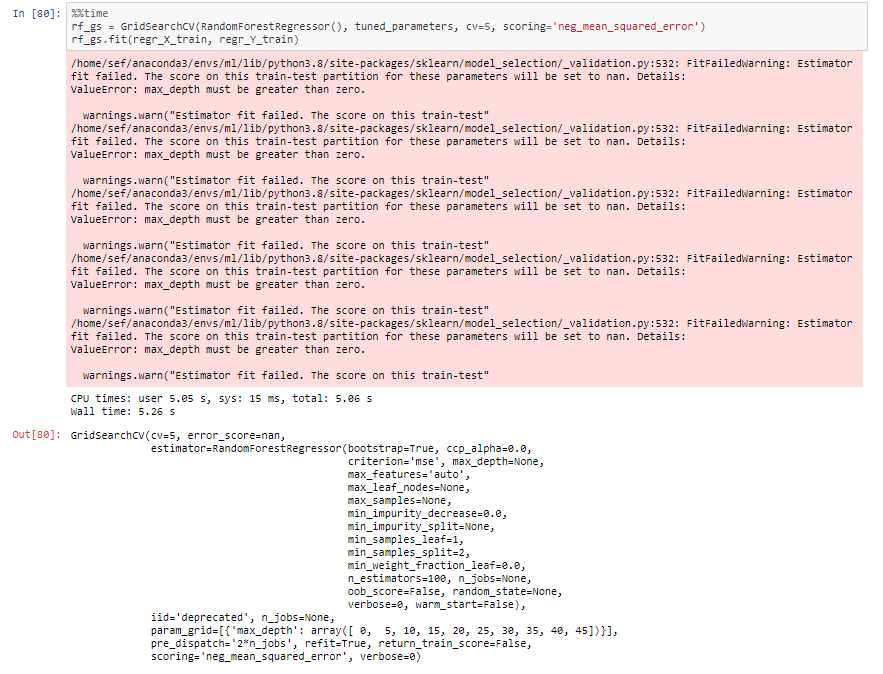 In [80]: %%time
rf_gs = GridSearchCV(RandomForestRegressor(), tuned_parameters, cv=5, scoring='neg_mean_squared_error')
rf_gs.fit(regr_X_train, regr_Y_train)
/home/sef/anaconda3/envs/ml/lib/python3.8/site-packages/sklearn/model_selection/_validation.py:532: FitFailedWarning: Estimator
fit failed. The score on this train-test partition for these parameters will be set to nan. Details:
ValueError: max_depth must be greater than zero.
warnings.warn("Estimator fit failed. The score on this train-test"
/home/sef/anaconda3/envs/ml/lib/python3.8/site-packages/sklearn/model_selection/_validation.py:532: FitFailedWarning: Estimator
fit failed. The score on this train-test partition for these parameters will be set to nan. Details:
ValueError: max_depth must be greater than zero.
warnings.warn("Estimator fit failed. The score on this train-test"
/home/sef/anaconda3/envs/ml/lib/python3.8/site-packages/sklearn/model_selection/_validation.py:532: FitFailedWarning: Estimator
fit failed. The score on this train-test partition for these parameters will be set to nan. Details:
ValueError: max_depth must be greater than zero.
warnings.warn("Estimator fit failed. The score on this train-test"
/home/sef/anaconda3/envs/ml/lib/python3.8/site-packages/sklearn/model_selection/_validation.py:532: FitFailedWarning: Estimator
fit failed. The score on this train-test partition for these parameters will be set to nan. Details:
ValueError: max_depth must be greater than zero.
warnings.warn("Estimator fit failed. The score on this train-test"
/home/sef/anaconda3/envs/ml/lib/python3.8/site-packages/sklearn/model_selection/_validation.py:532: FitFailedWarning: Estimator
fit failed. The score on this train-test partition for these parameters will be set to nan. Details:
ValueError: max_depth must be greater than zero.
warnings.warn("Estimator fit failed. The score on this train-test"
CPU times: user 5.05 s, sys: 15 ms, total: 5.06 s
Wall time: 5.26 s
Out[80]: GridSearchCV(cv=5, error_score=nan,
estimator=RandomForestRegressor(bootstrap=True, ccp_alpha=0.0,
criterion='mse', max_depth=None,
max_features='auto',
max_leaf_nodes=None,
max_samples=None,
min_impurity_decrease=0.0,
min_impurity_split=None,
min_samples_leaf=1,
min_samples_split=2,
min_weight_fraction_leaf=0.0,
n_estimators=100, n_jobs=None,
oob_score=False, random_state=None,
verbose=0, warm_start=False),
iid='deprecated', n_jobs=None,
param_grid=[{'max_depth': array([ 0,  5, 10, 15, 20, 25, 30, 35, 40, 45])}],
pre_dispatch='2*n_jobs', refit=True, return_train_score=False,
scoring='neg_mean_squared_error', verbose=0)